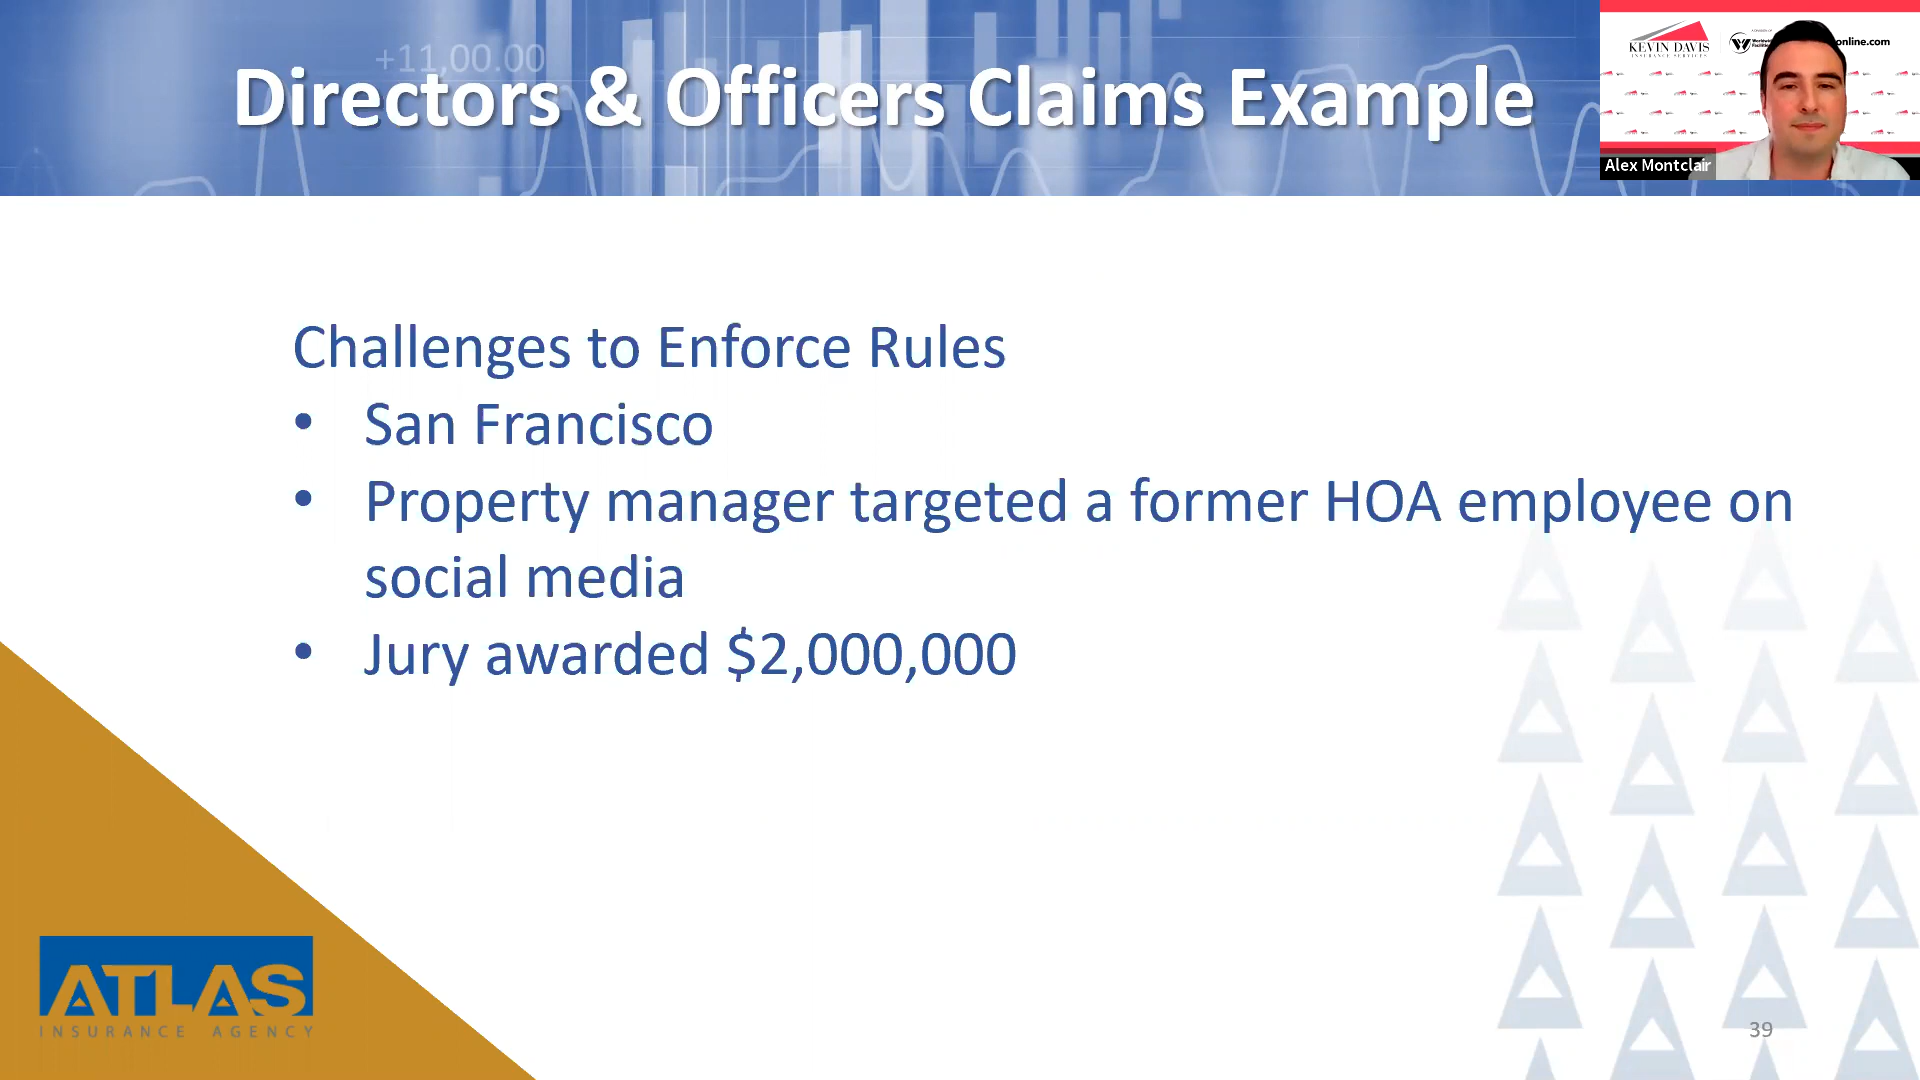 +11,00.00
Directors & Officers Claims Example
KEVIN DAVIS
INSURANCE SERVICES
online.com
Alex Montclair
Challenges to Enforce Rules
• San Francisco
• Property manager targeted a former HOA employee on
social media
• Jury awarded $2,000,000
ATLAS
INSURANCE AGENCY
39